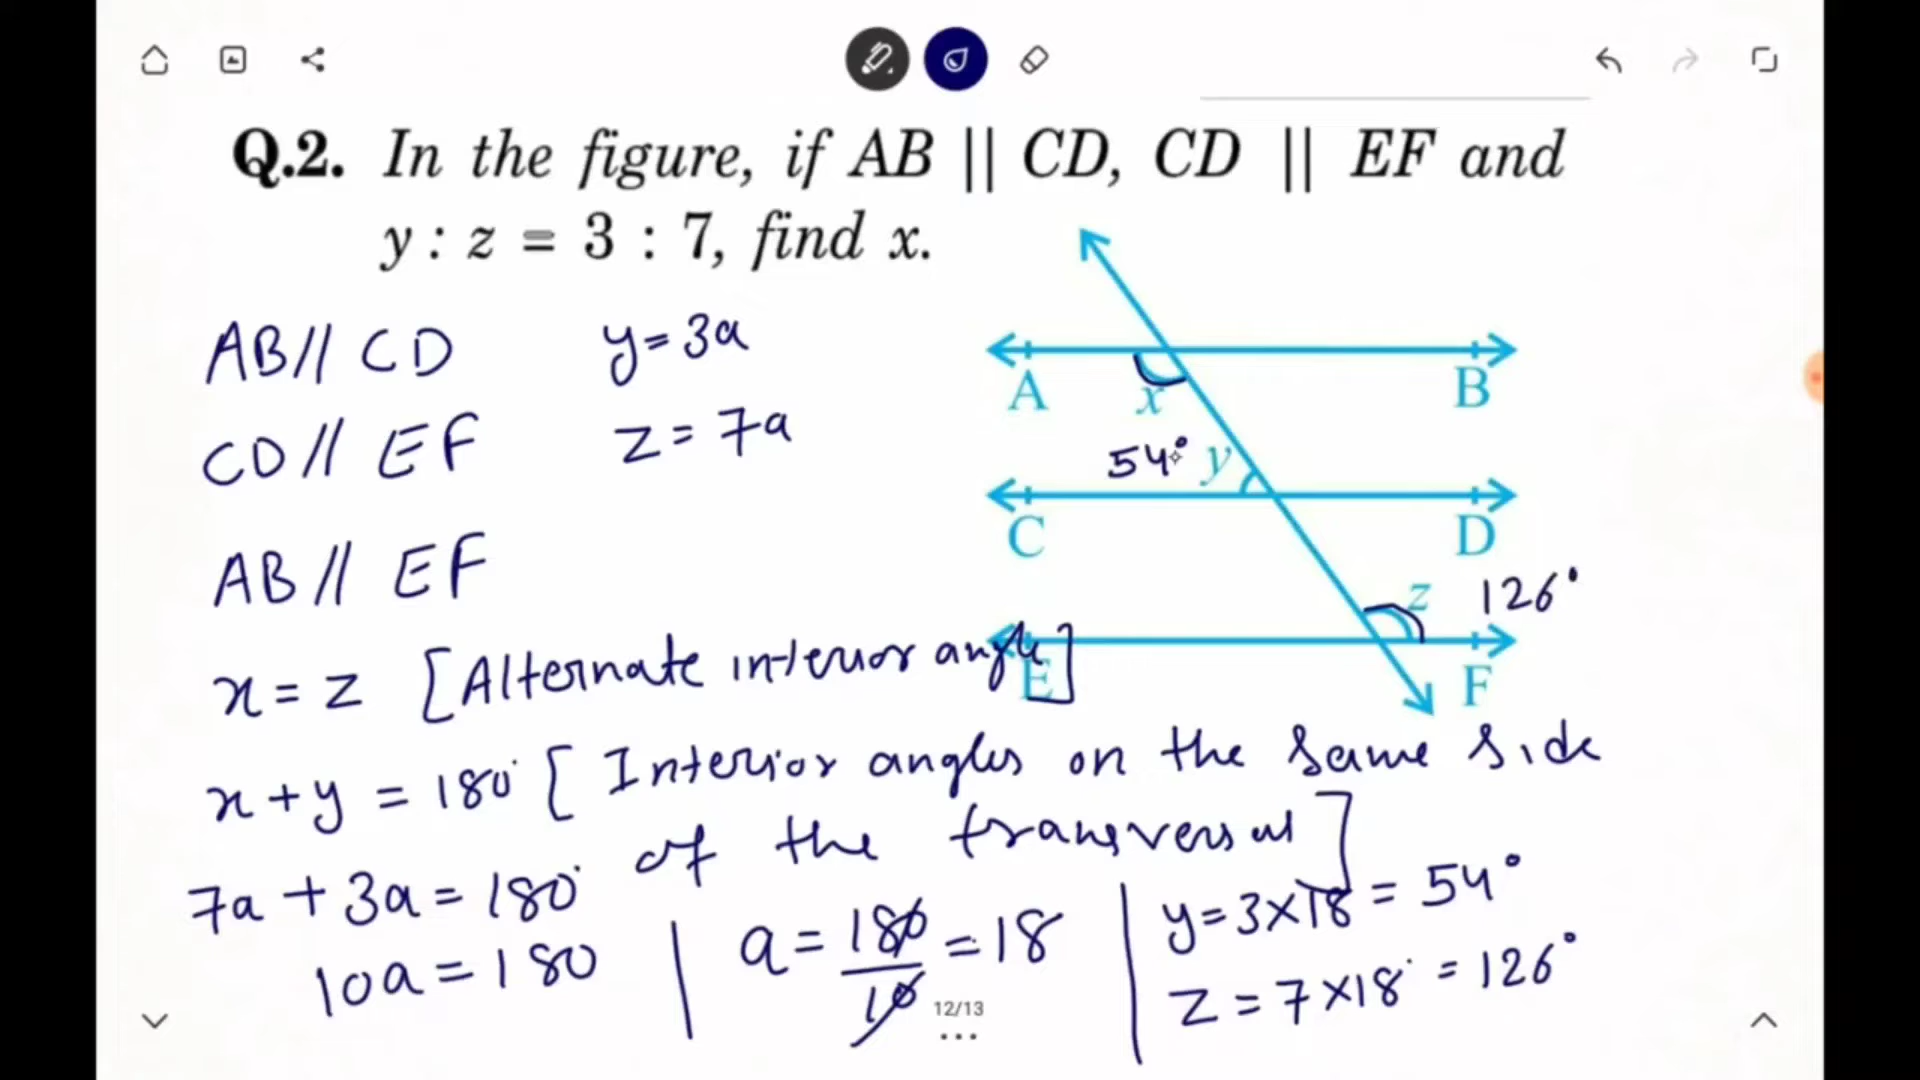 Q.2. In the figure, if AB || CD, CD || EF and
y : z = 3 : 7, find x.
AB // CD y = 3a
CD // EF z = 7a
AB // EF
A B
x
54° y
C D
z 126°
E F
x = z [Alternate interior angle]
x + y = 180° [Interior angles on the same side
of the transversal]
7a + 3a = 180°
10a = 180
a = 180/10 = 18
y = 3×18 = 54°
z = 7×18° = 126°
12/13